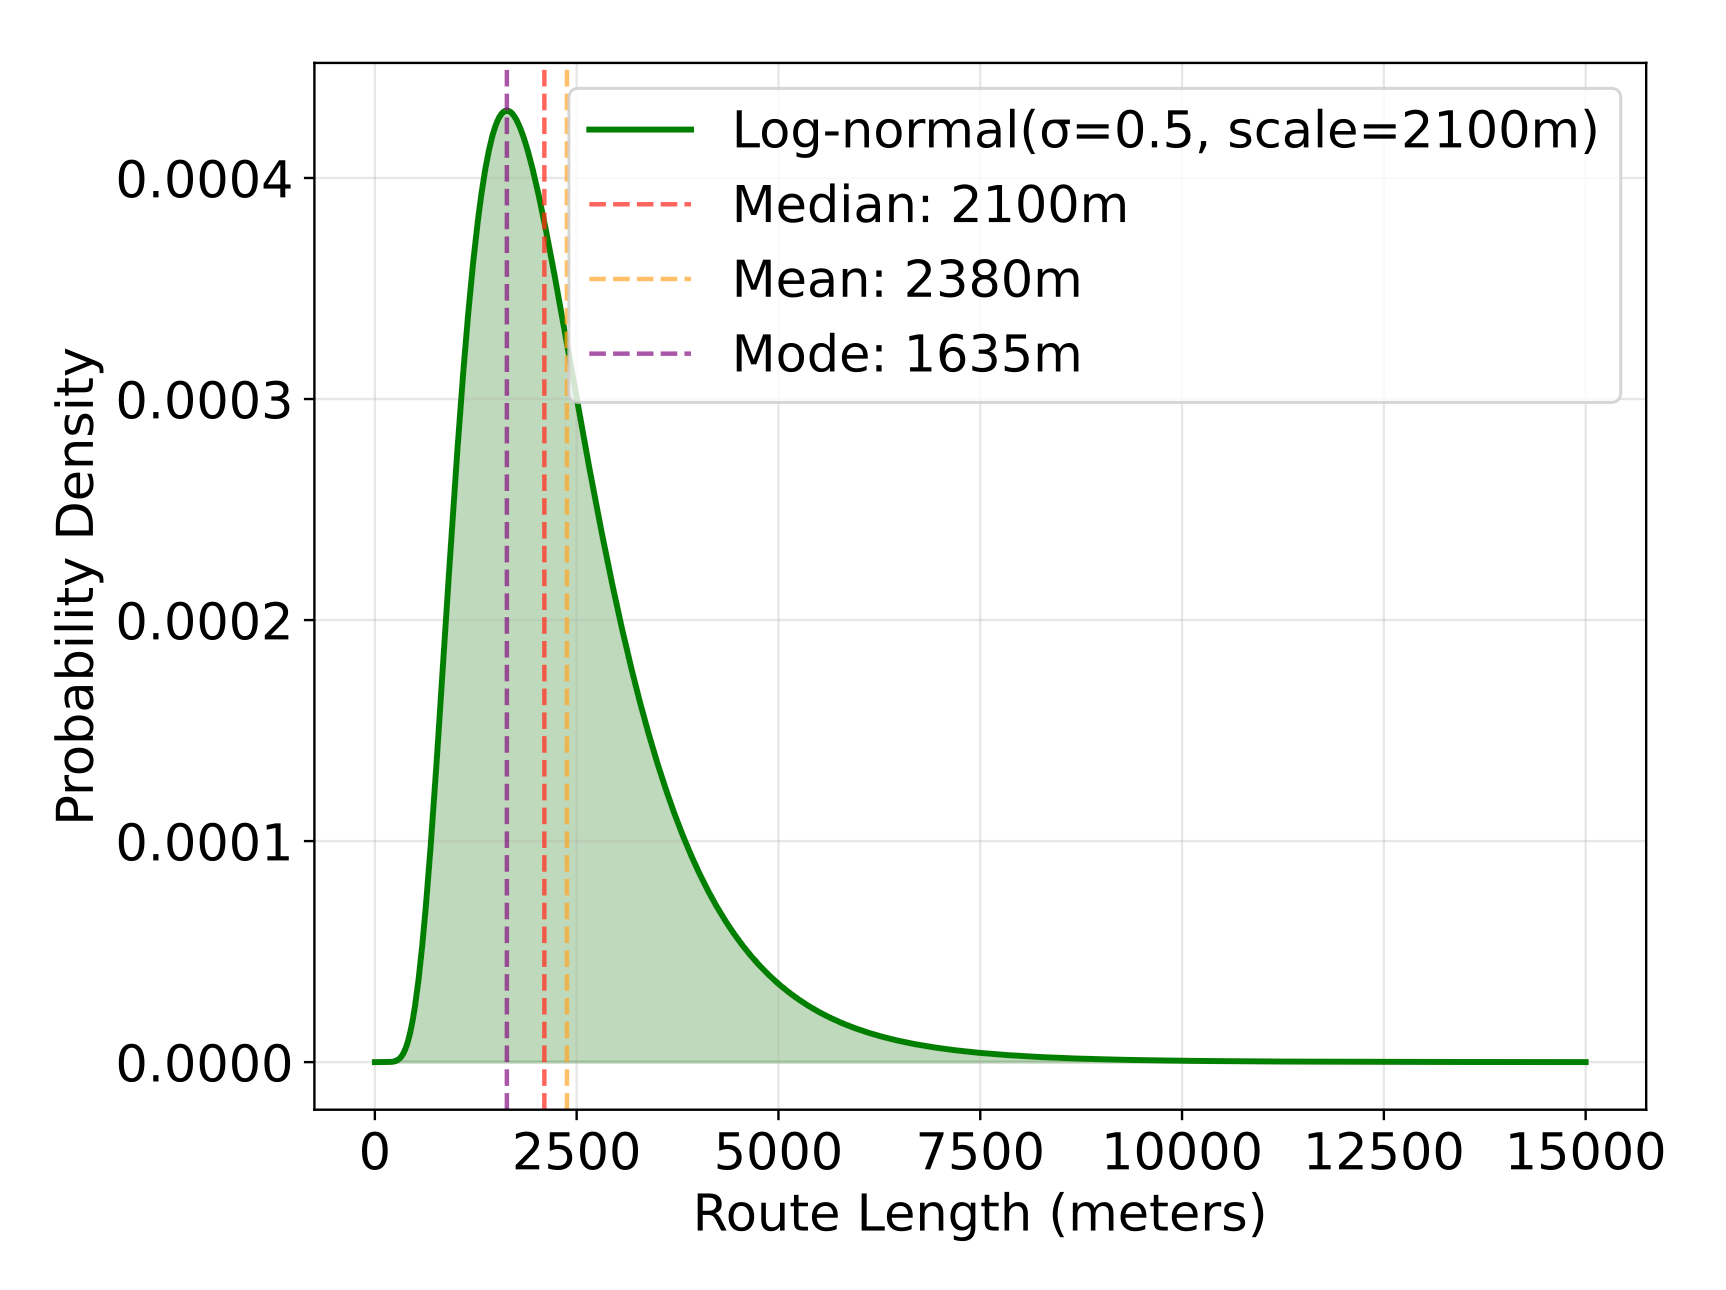 Log-normal(σ=0.5, scale=2100m)
Median: 2100m
Mean: 2380m
Mode: 1635m
Probability Density
0.0004
0.0003
0.0002
0.0001
0.0000
0 2500 5000 7500 10000 12500 15000
Route Length (meters)